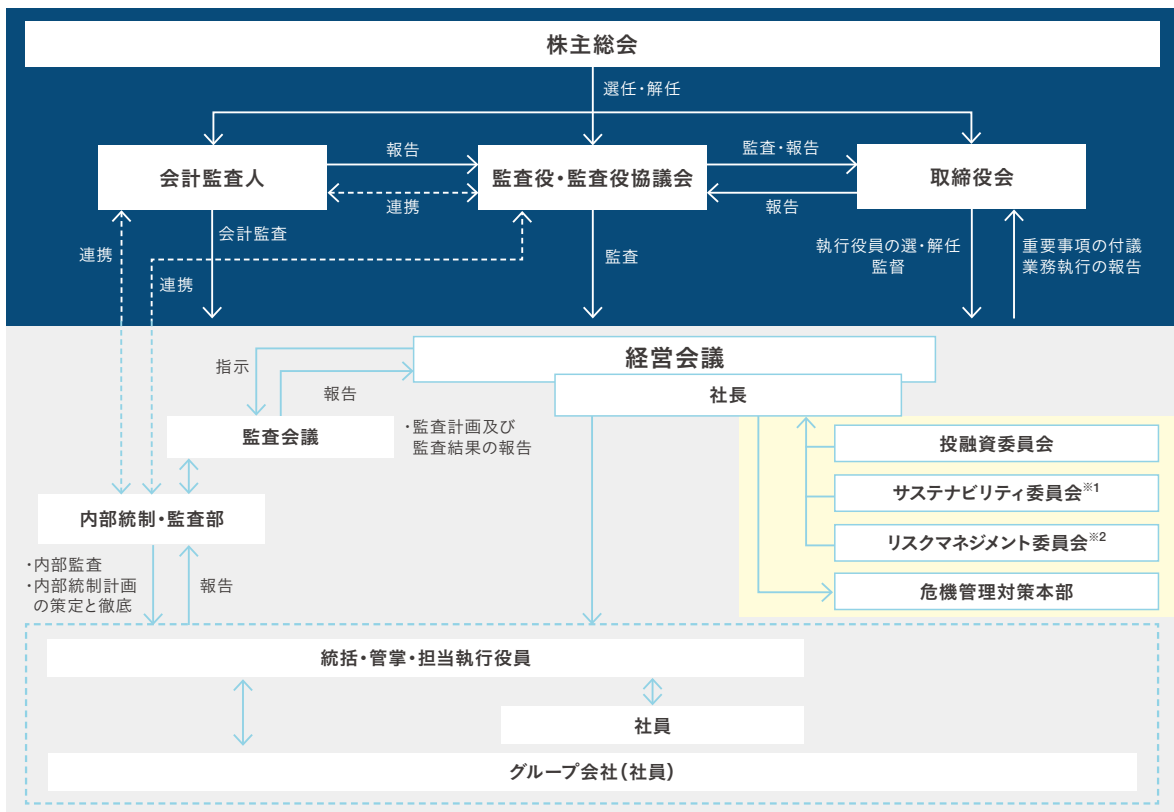 株主総会
選任・解任
会計監査人
報告
監査役・監査役協議会
監査・報告
取締役会
連携
報告
連携
会計監査
連携
監査
執行役員の選・解任
監督
重要事項の付議
業務執行の報告
経営会議
社長
指示
報告
監査会議
・監査計画及び
監査結果の報告
投融資委員会
サステナビリティ委員会※1
リスクマネジメント委員会※2
危機管理対策本部
内部統制・監査部
・内部監査
・内部統制計画
の策定と徹底
報告
統括・管掌・担当執行役員
社員
グループ会社(社員)